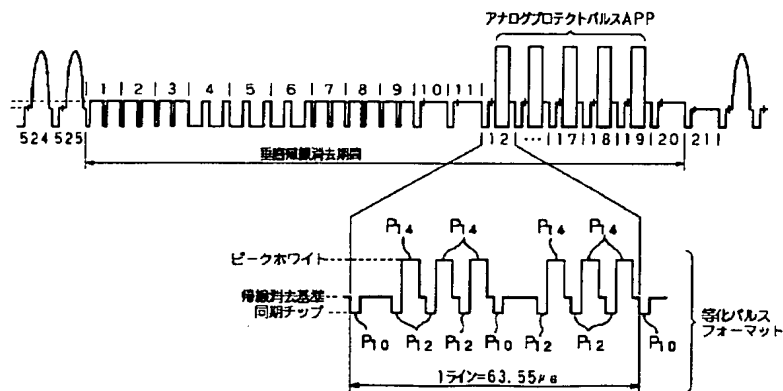 アナログプロテクトパルスAPP
1 2 3 4 5 6 7 8 9 10 11
524 525 12 … 17 18 19 20 21
垂直帰線消去期間
P14 P14 P14 P14
ピークホワイト
帰線消去基準
同期チップ
等化パルス
フォーマット
P10 P12 P12 P10 P12 P12 P10
1ライン=63.55μs